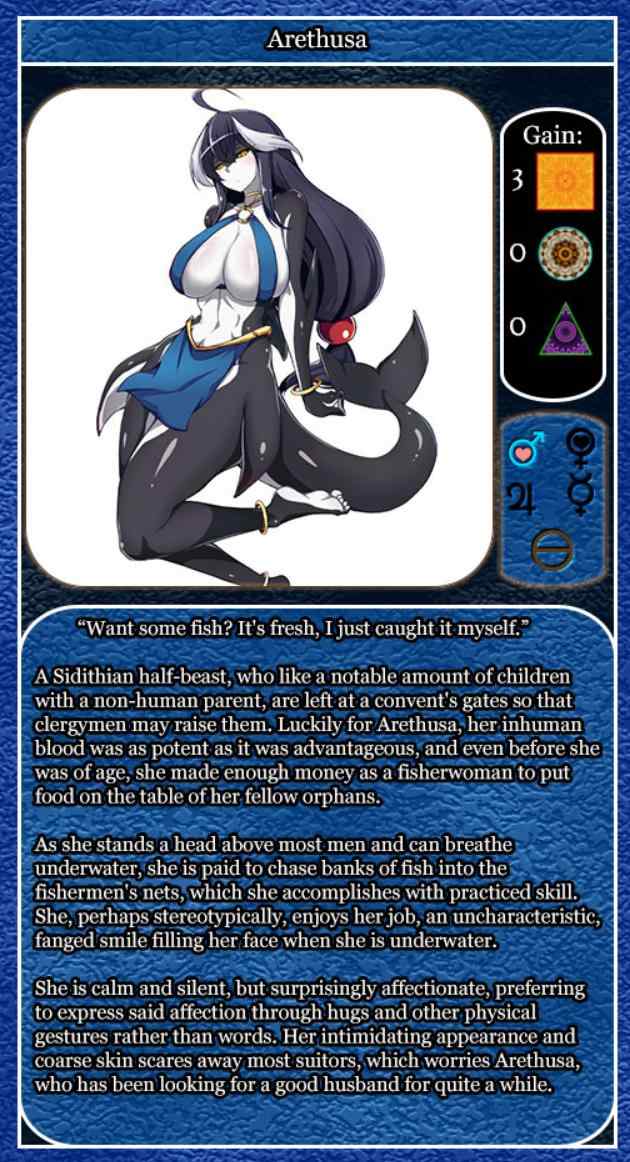 Arethusa
Gain:
3
0
0
“Want some fish? It's fresh, I just caught it myself.”
A Sidithian half-beast, who like a notable amount of children
with a non-human parent, are left at a convent's gates so that
clergymen may raise them. Luckily for Arethusa, her inhuman
blood was as potent as it was advantageous, and even before she
was of age, she made enough money as a fisherwoman to put
food on the table of her fellow orphans.
As she stands a head above most men and can breathe
underwater, she is paid to chase banks of fish into the
fishermen's nets, which she accomplishes with practiced skill.
She, perhaps stereotypically, enjoys her job, an uncharacteristic,
fanged smile filling her face when she is underwater.
She is calm and silent, but surprisingly affectionate, preferring
to express said affection through hugs and other physical
gestures rather than words. Her intimidating appearance and
coarse skin scares away most suitors, which worries Arethusa,
who has been looking for a good husband for quite a while.